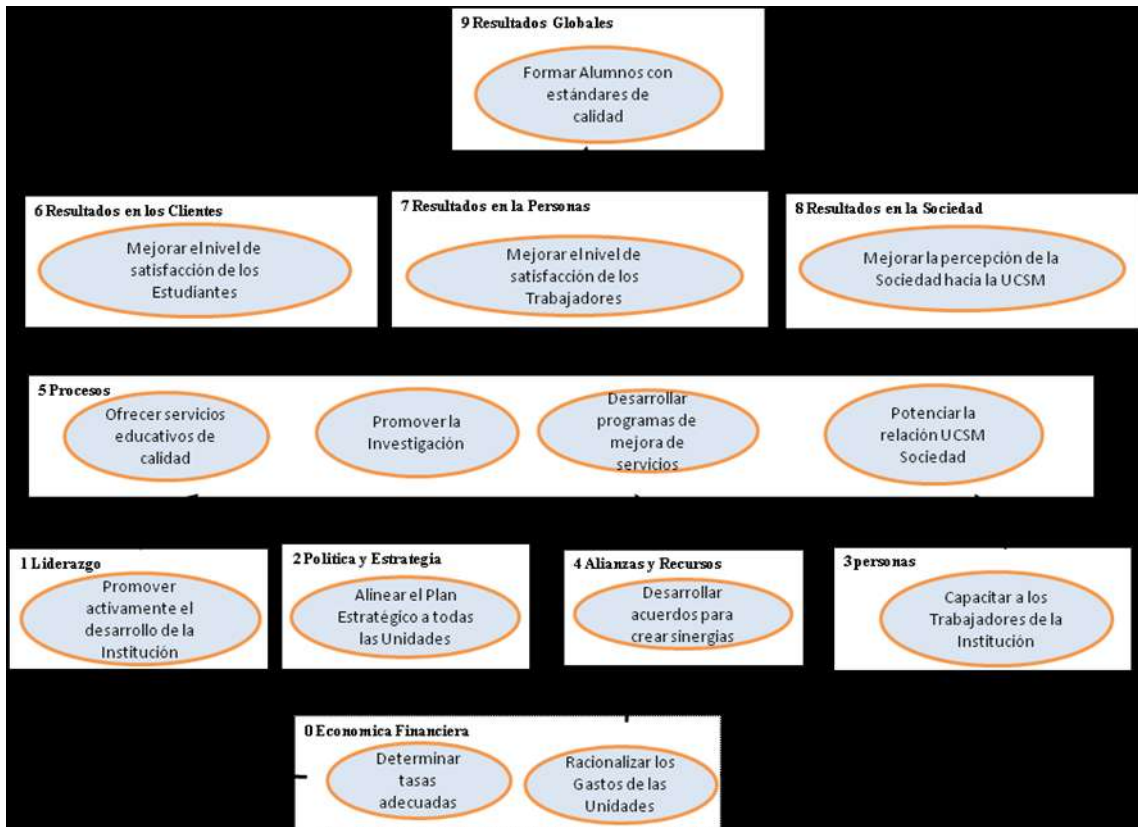 9 Resultados Globales
Formar Alumnos con
estándares de
calidad
6 Resultados en los Clientes
Mejorar el nivel de
satisfacción de los
Estudiantes
7 Resultados en la Personas
Mejorar el nivel de
satisfacción de los
Trabajadores
8 Resultados en la Sociedad
Mejorar la percepción de la
Sociedad hacia la UCSM
5 Procesos
Ofrecer servicios
educativos de
calidad
Promover la
Investigación
Desarrollar
programas de
mejora de
servicios
Potenciar la
relación UCSM
Sociedad
1 Liderazgo
Promover
activamente el
desarrollo de la
Institución
2 Política y Estrategia
Alinear el Plan
Estratégico a todas
las Unidades
4 Alianzas y Recursos
Desarrollar
acuerdos para
crear sinergias
3 personas
Capacitar a los
Trabajadores de la
Institución
0 Economica Financiera
Determinar
tasas
adecuadas
Racionalizar los
Gastos de las
Unidades